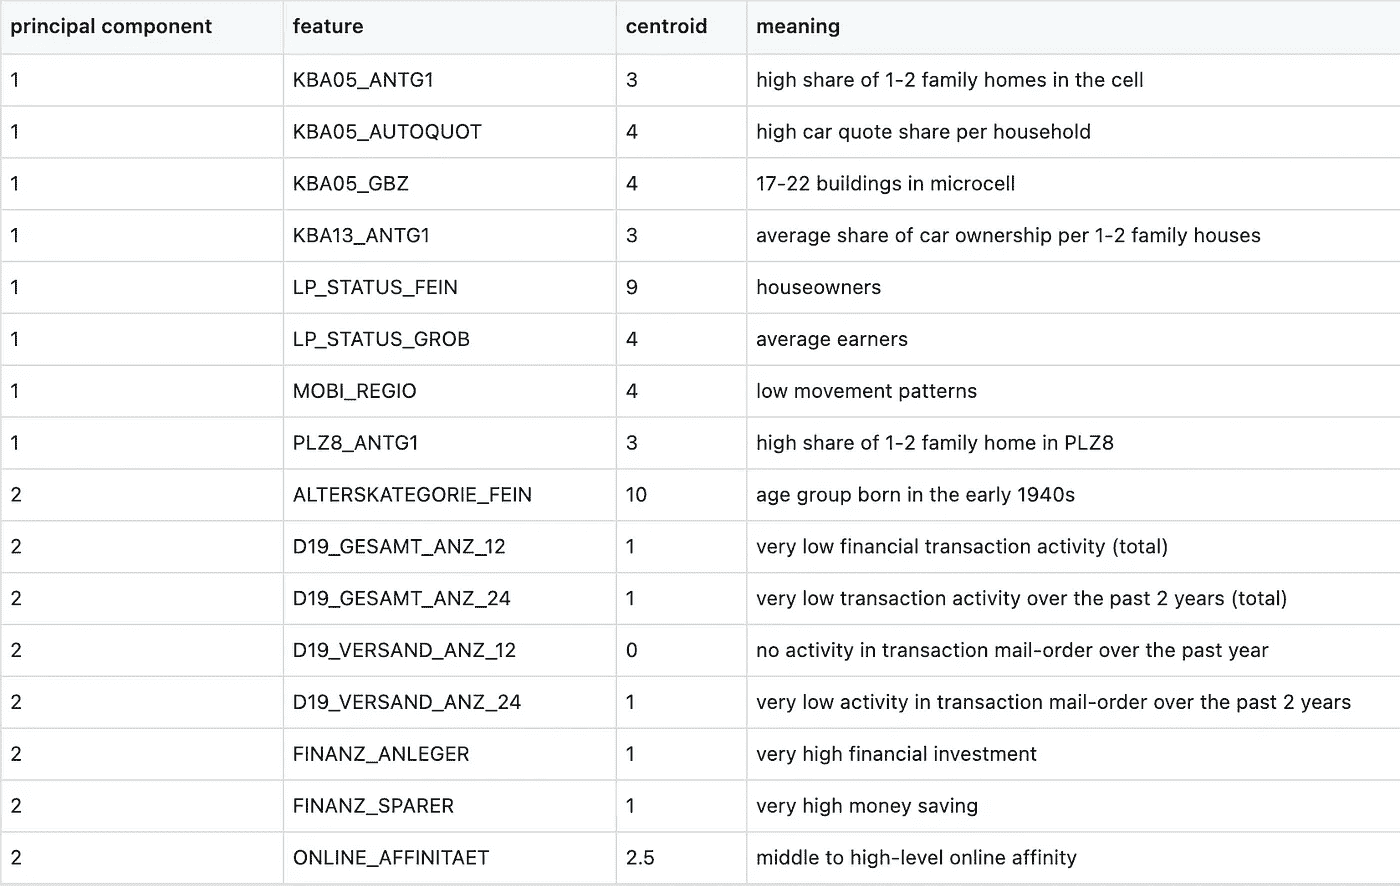 principal component feature centroid meaning
1 KBA05_ANTG1 3 high share of 1-2 family homes in the cell
1 KBA05_AUTOQUOT 4 high car quote share per household
1 KBA05_GBZ 4 17-22 buildings in microcell
1 KBA13_ANTG1 3 average share of car ownership per 1-2 family houses
1 LP_STATUS_FEIN 9 houseowners
1 LP_STATUS_GROB 4 average earners
1 MOBI_REGIO 4 low movement patterns
1 PLZ8_ANTG1 3 high share of 1-2 family home in PLZ8
2 ALTERSKATEGORIE_FEIN 10 age group born in the early 1940s
2 D19_GESAMT_ANZ_12 1 very low financial transaction activity (total)
2 D19_GESAMT_ANZ_24 1 very low transaction activity over the past 2 years (total)
2 D19_VERSAND_ANZ_12 0 no activity in transaction mail-order over the past year
2 D19_VERSAND_ANZ_24 1 very low activity in transaction mail-order over the past 2 years
2 FINANZ_ANLEGER 1 very high financial investment
2 FINANZ_SPARER 1 very high money saving
2 ONLINE_AFFINITAET 2.5 middle to high-level online affinity